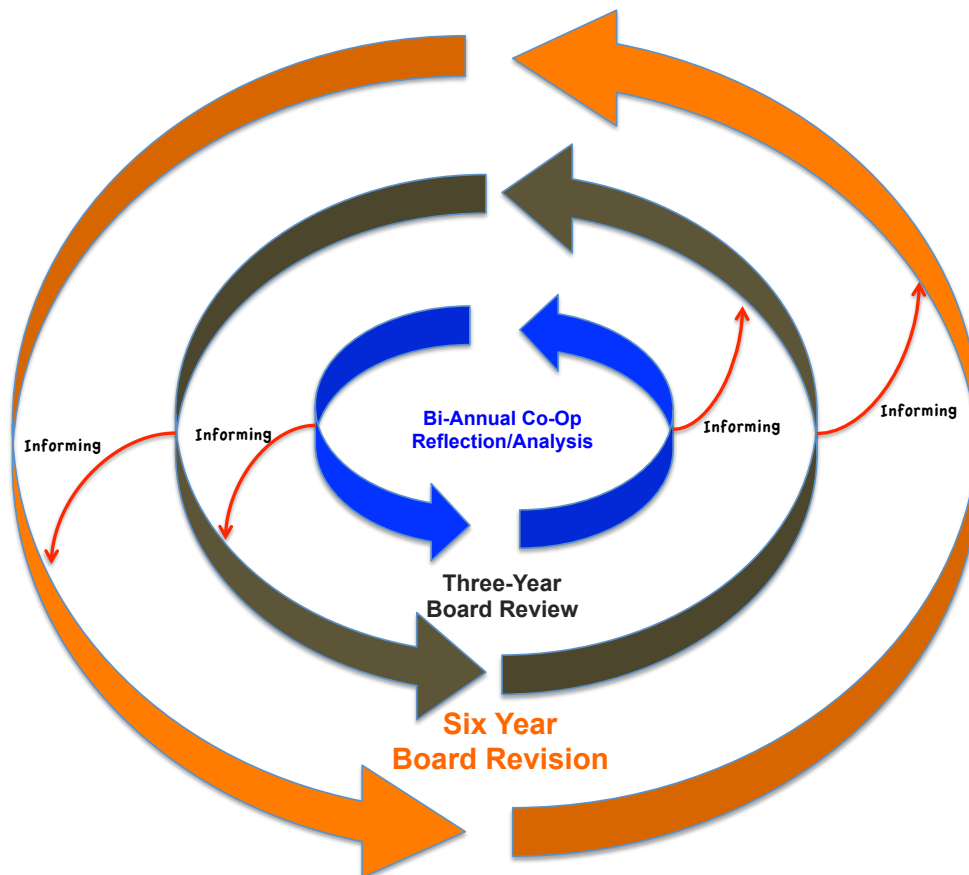 Bi-Annual Co-Op
Reflection/Analysis
Informing
Informing
Informing
Informing
Three-Year
Board Review
Six Year
Board Revision